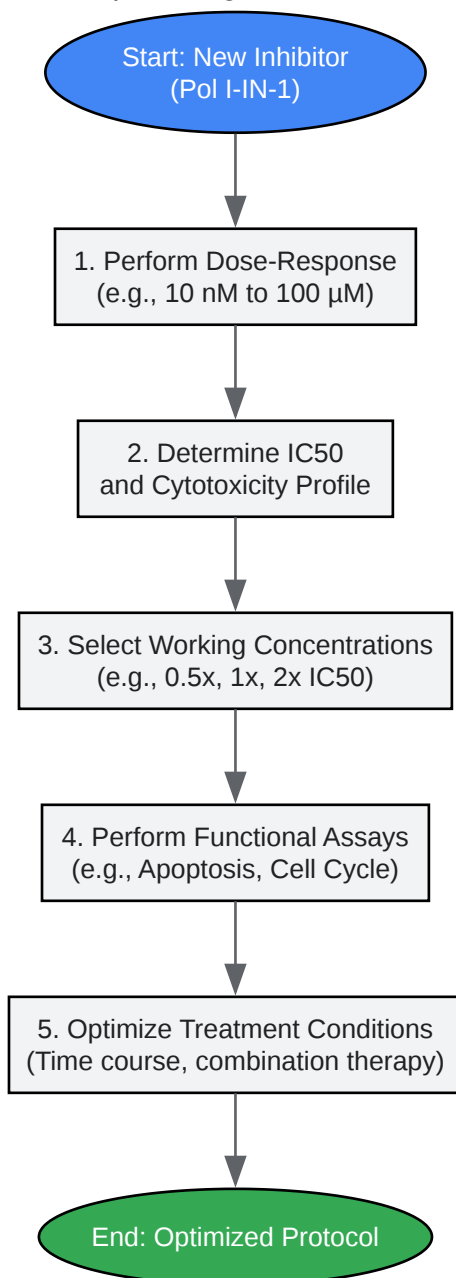 Start: New Inhibitor
(Pol I-IN-1)
1. Perform Dose-Response
(e.g., 10 nM to 100 µM)
2. Determine IC50
and Cytotoxicity Profile
3. Select Working Concentrations
(e.g., 0.5x, 1x, 2x IC50)
4. Perform Functional Assays
(e.g., Apoptosis, Cell Cycle)
5. Optimize Treatment Conditions
(Time course, combination therapy)
End: Optimized Protocol